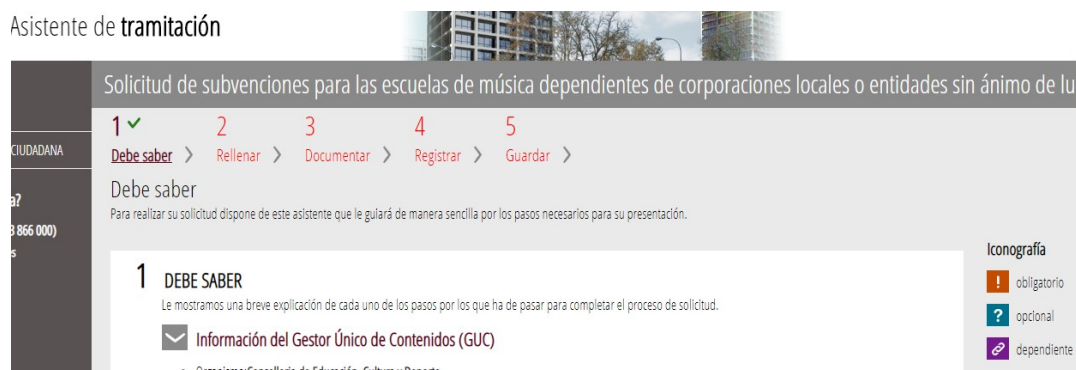 Asistente de tramitación
Solicitud de subvenciones para las escuelas de música dependientes de corporaciones locales o entidades sin ánimo de lu
1 2 3 4 5
CIUDADANA
Debe saber > Rellenar > Documentar > Registrar > Guardar >
Debe saber
a?
Para realizar su solicitud dispone de este asistente que le guiará de manera sencilla por los pasos necesarios para su presentación.
866 000)
s
Iconografía
1 DEBE SABER
! obligatorio
Le mostramos una breve explicación de cada uno de los pasos por los que ha de pasar para completar el proceso de solicitud.
? opcional
Información del Gestor Único de Contenidos (GUC)
dependiente